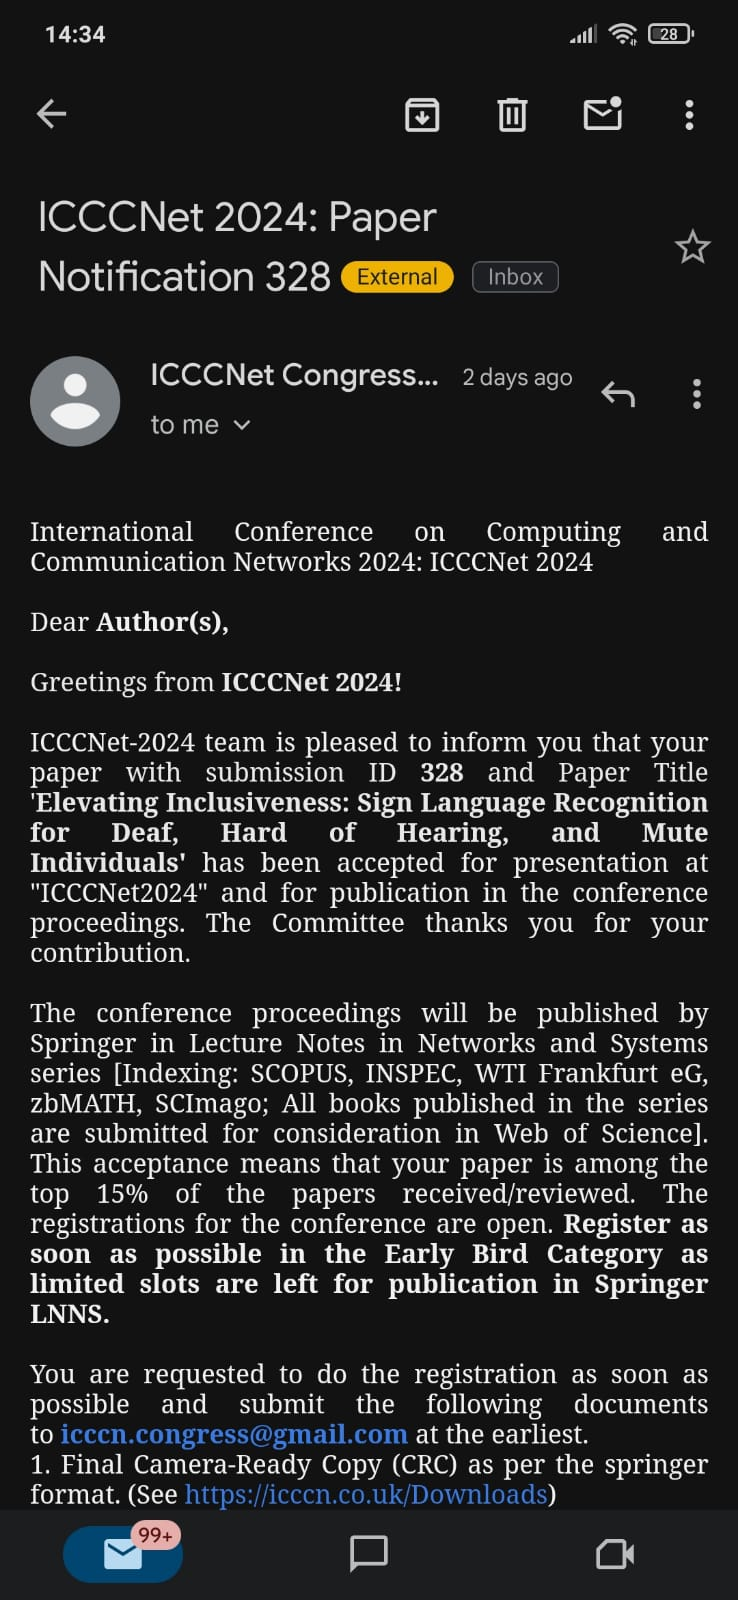 14:34
28
ICCCNet 2024: Paper
Notification 328 External Inbox
ICCCNet Congress... 2 days ago
to me
International Conference on Computing and
Communication Networks 2024: ICCCNet 2024
Dear Author(s),
Greetings from ICCCNet 2024!
ICCCNet-2024 team is pleased to inform you that your
paper with submission ID 328 and Paper Title
'Elevating Inclusiveness: Sign Language Recognition
for Deaf, Hard of Hearing, and Mute
Individuals' has been accepted for presentation at
"ICCCNet2024" and for publication in the conference
proceedings. The Committee thanks you for your
contribution.
The conference proceedings will be published by
Springer in Lecture Notes in Networks and Systems
series [Indexing: SCOPUS, INSPEC, WTI Frankfurt eG,
zbMATH, SCImago; All books published in the series
are submitted for consideration in Web of Science].
This acceptance means that your paper is among the
top 15% of the papers received/reviewed. The
registrations for the conference are open. Register as
soon as possible in the Early Bird Category as
limited slots are left for publication in Springer
LNNS.
You are requested to do the registration as soon as
possible and submit the following documents
to icccn.congress@gmail.com at the earliest.
1. Final Camera-Ready Copy (CRC) as per the springer
format. (See https://icccn.co.uk/Downloads)
99+